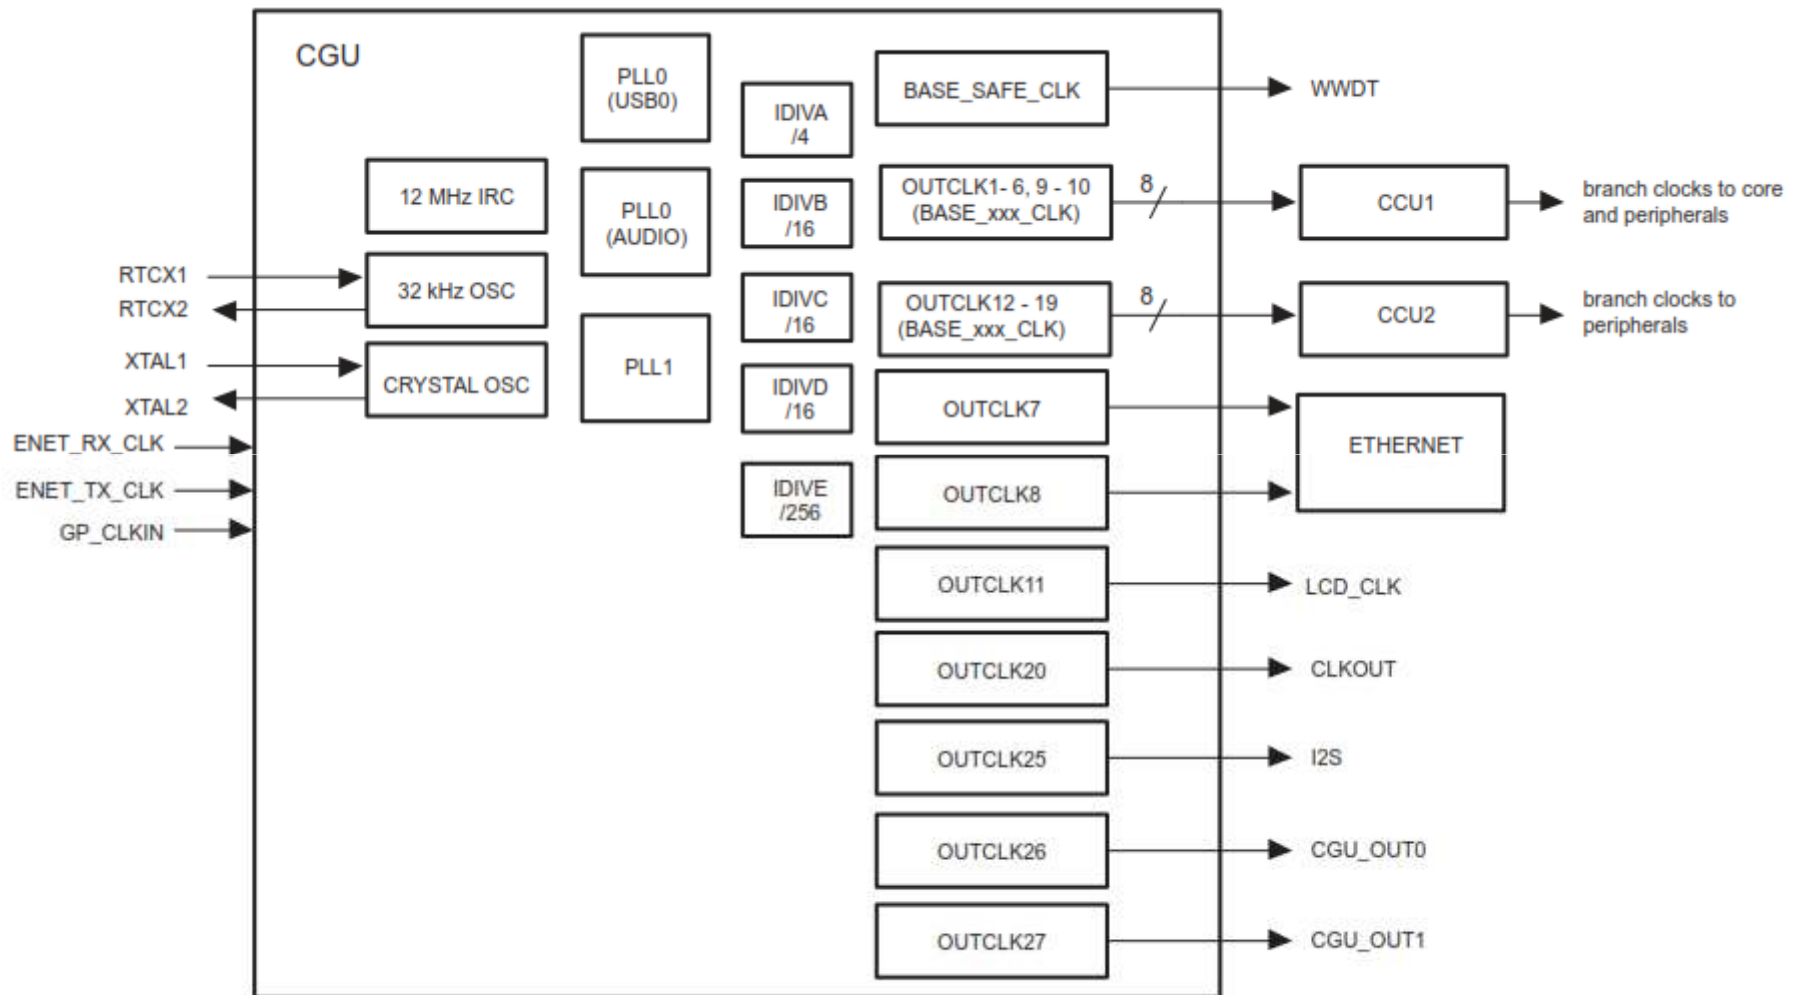 CGU
PLL0
(USB0)
PLL0
(AUDIO)
PLL1
12 MHz IRC
32 kHz OSC
CRYSTAL OSC
RTCX1
RTCX2
XTAL1
XTAL2
ENET_RX_CLK
ENET_TX_CLK
GP_CLKIN
IDIVA
/4
IDIVB
/16
IDIVC
/16
IDIVD
/16
IDIVE
/256
BASE_SAFE_CLK
WWDT
OUTCLK1- 6, 9 - 10
(BASE_xxx_CLK)
8
CCU1
branch clocks to core
and peripherals
OUTCLK12 - 19
(BASE_xxx_CLK)
8
CCU2
branch clocks to
peripherals
OUTCLK7
OUTCLK8
ETHERNET
OUTCLK11
LCD_CLK
OUTCLK20
CLKOUT
OUTCLK25
I2S
OUTCLK26
CGU_OUT0
OUTCLK27
CGU_OUT1